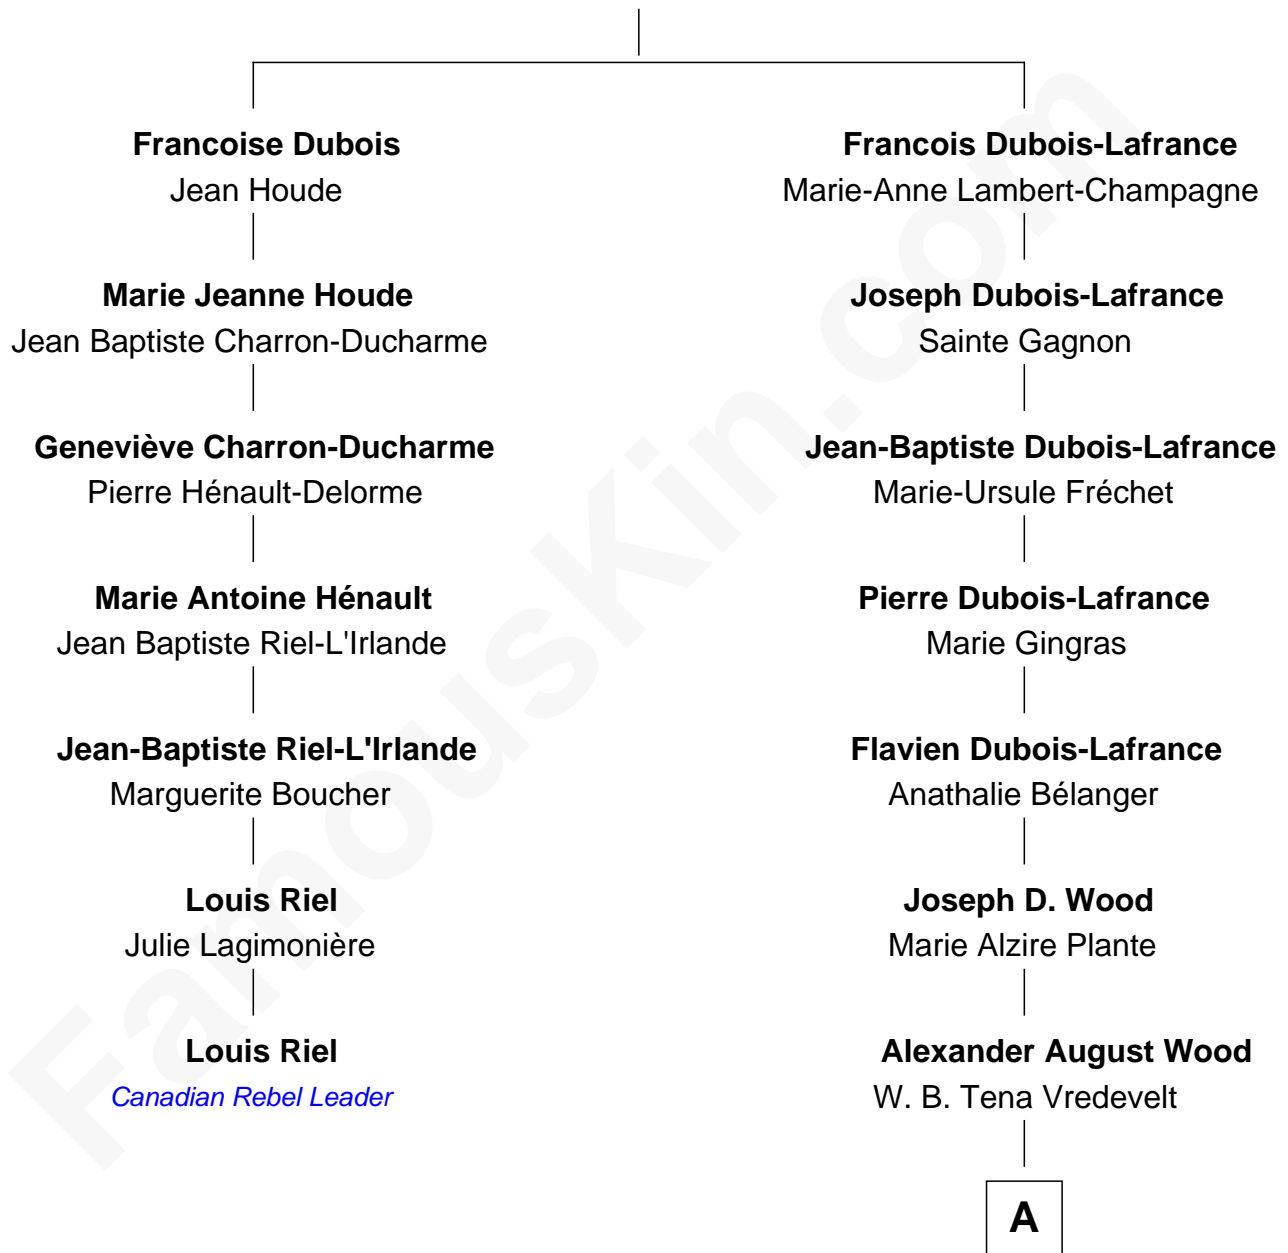 Francoise Dubois
Jean Houde
Marie Jeanne Houde
Jean Baptiste Charron-Ducharme
Geneviève Charron-Ducharme
Pierre Hénault-Delorme
Marie Antoine Hénault
Jean Baptiste Riel-L'Irlande
Jean-Baptiste Riel-L'Irlande
Marguerite Boucher
Louis Riel
Julie Lagimonière
Louis Riel
Canadian Rebel Leader
Francois Dubois-Lafrance
Marie-Anne Lambert-Champagne
Joseph Dubois-Lafrance
Sainte Gagnon
Jean-Baptiste Dubois-Lafrance
Marie-Ursule Fréchet
Pierre Dubois-Lafrance
Marie Gingras
Flavien Dubois-Lafrance
Anathalie Bélanger
Joseph D. Wood
Marie Alzire Plante
Alexander August Wood
W. B. Tena Vredevelt
A
FamousKin.com